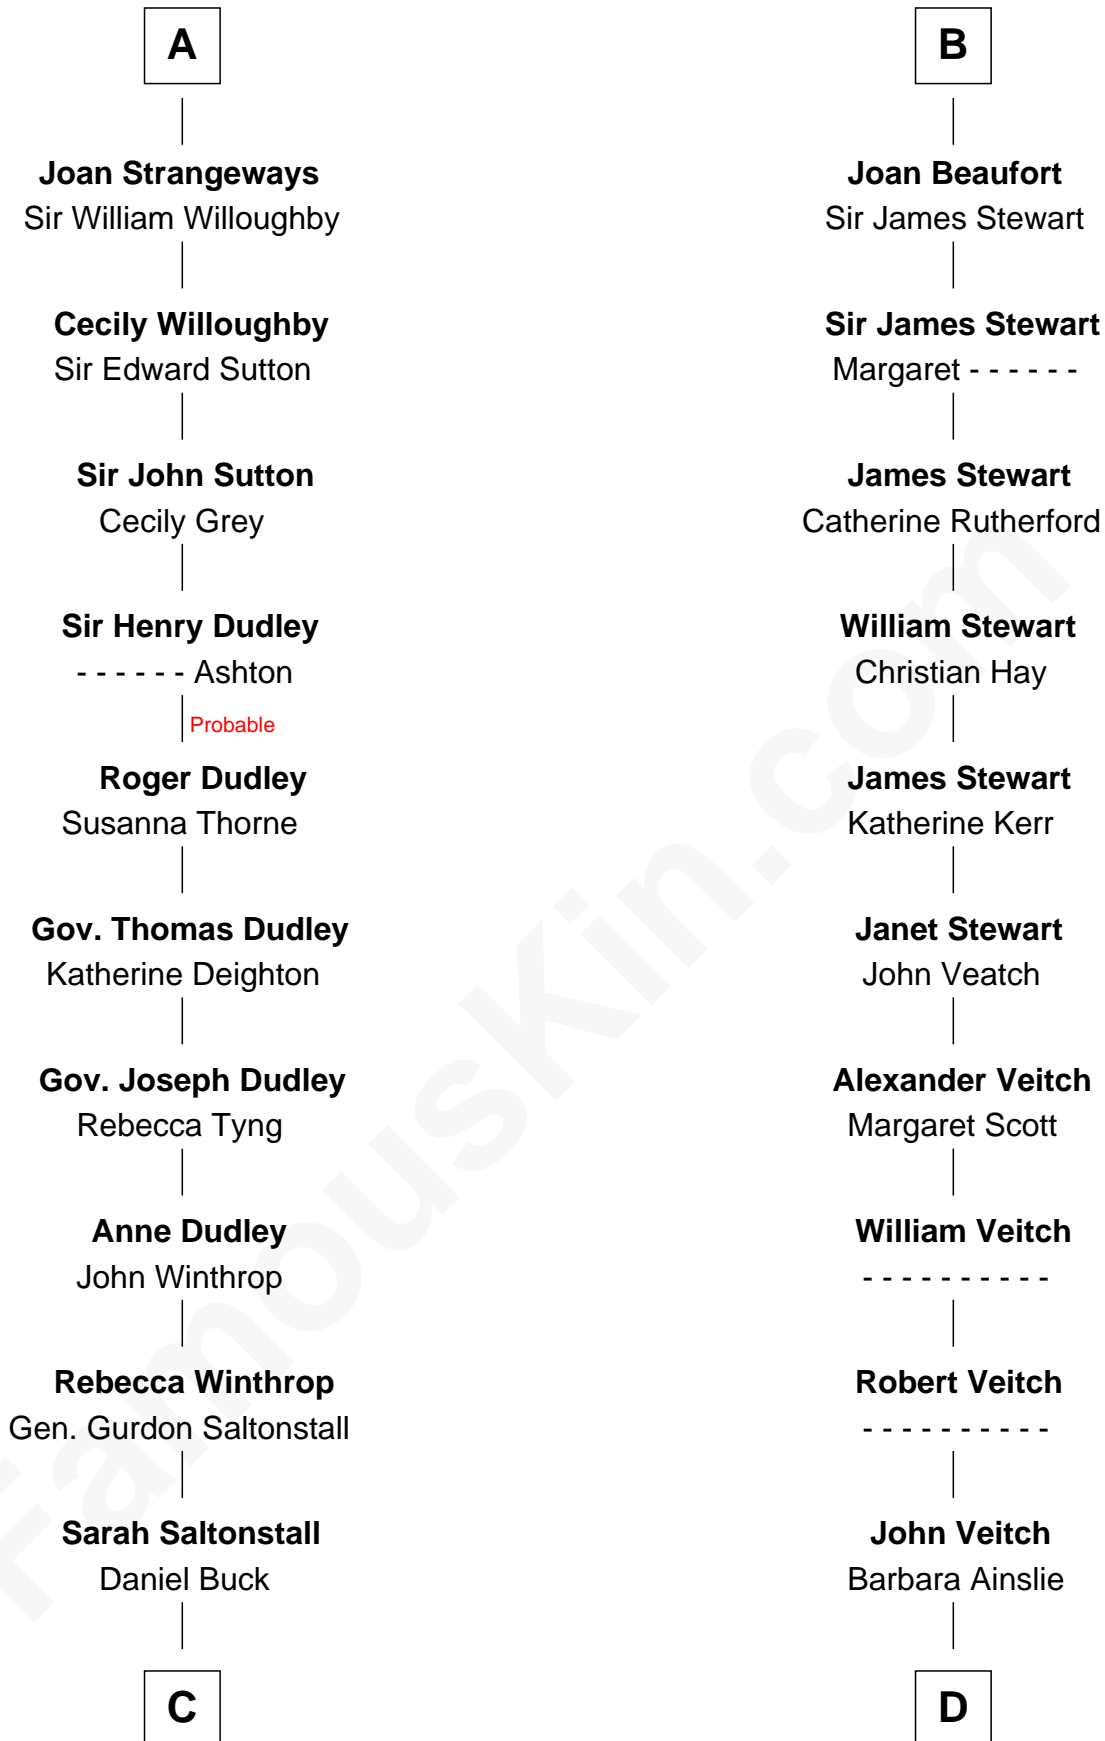 A
Joan Strangeways
Sir William Willoughby
Cecily Willoughby
Sir Edward Sutton
Sir John Sutton
Cecily Grey
Sir Henry Dudley
- - - - - - Ashton
Probable
Roger Dudley
Susanna Thorne
Gov. Thomas Dudley
Katherine Deighton
Gov. Joseph Dudley
Rebecca Tyng
Anne Dudley
John Winthrop
Rebecca Winthrop
Gen. Gurdon Saltonstall
Sarah Saltonstall
Daniel Buck
C
B
Joan Beaufort
Sir James Stewart
Sir James Stewart
Margaret - - - - - -
James Stewart
Catherine Rutherford
William Stewart
Christian Hay
James Stewart
Katherine Kerr
Janet Stewart
John Veatch
Alexander Veitch
Margaret Scott
William Veitch
- - - - - - - - - -
Robert Veitch
- - - - - - - - - -
John Veitch
Barbara Ainslie
D
FamousKin.com